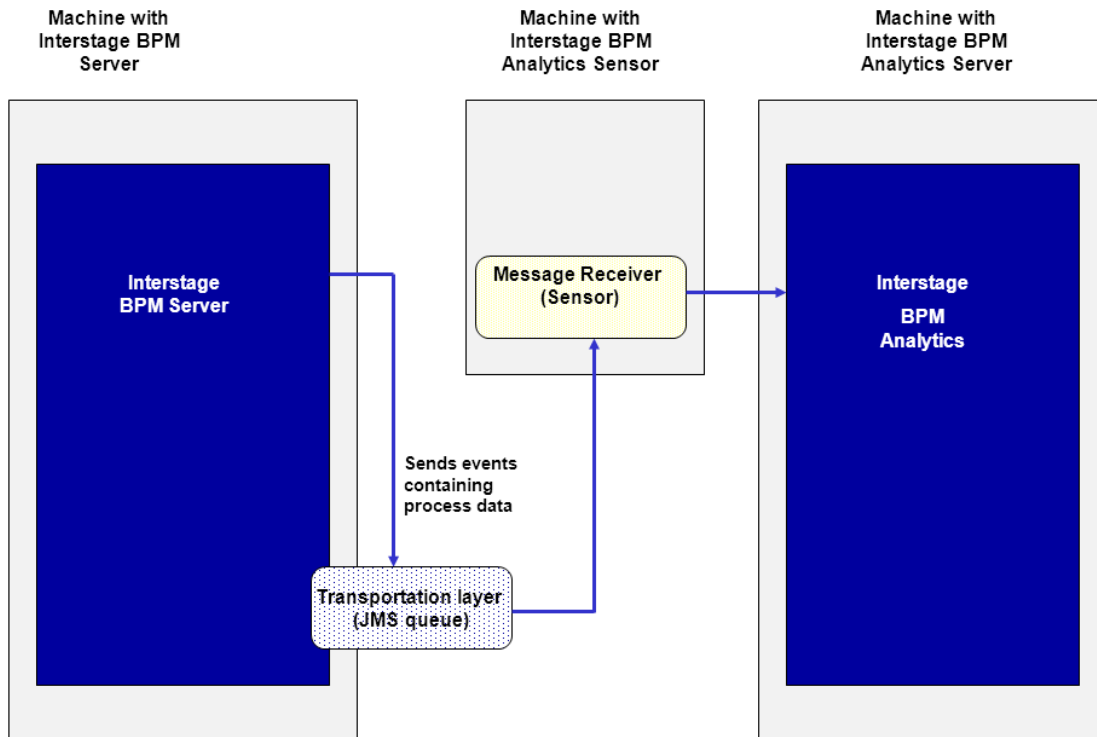 Machine with
Interstage BPM
Server
Machine with
Interstage BPM
Analytics Sensor
Machine with
Interstage BPM
Analytics Server
Interstage
BPM Server
Message Receiver
(Sensor)
Interstage
BPM
Analytics
Sends events
containing
process data
Transportation layer
(JMS queue)